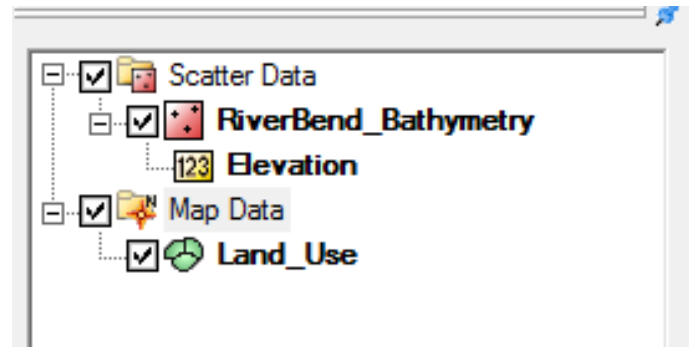 Scatter Data
RiverBend_Bathymetry
123 Elevation
Map Data
Land_Use